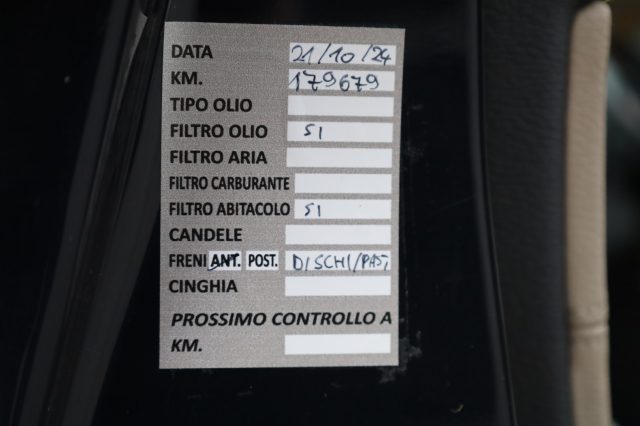 DATA 21/10/24
KM. 179679
TIPO OLIO
FILTRO OLIO SI
FILTRO ARIA
FILTRO CARBURANTE
FILTRO ABITACOLO SI
CANDELE
FRENI ANT. POST. DISCHI/PAST
CINGHIA
PROSSIMO CONTROLLO A
KM.